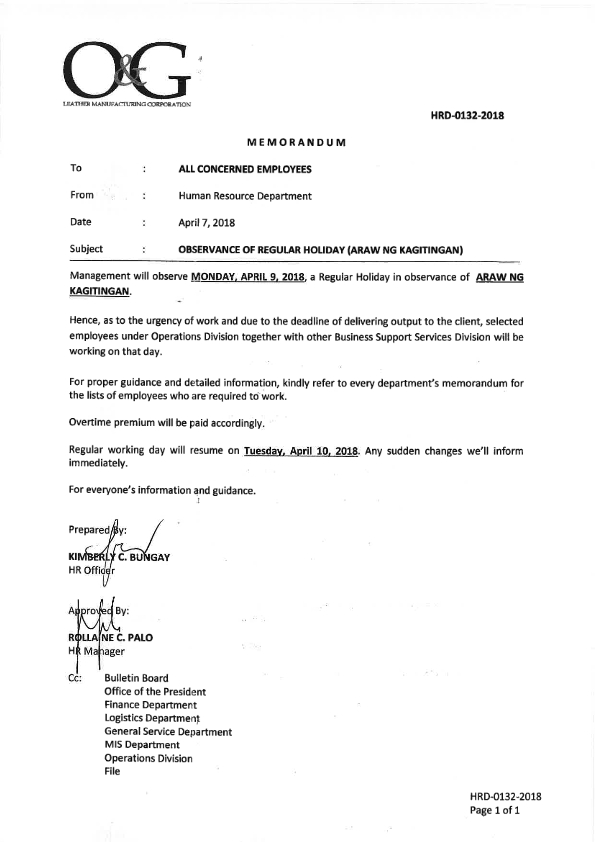 O&G
LEATHER MANUFACTURING CORPORATION
HRD-0132-2018
MEMORANDUM
To : ALL CONCERNED EMPLOYEES
From : Human Resource Department
Date : April 7, 2018
Subject : OBSERVANCE OF REGULAR HOLIDAY (ARAW NG KAGITINGAN)
Management will observe MONDAY, APRIL 9, 2018, a Regular Holiday in observance of ARAW NG
KAGITINGAN.
Hence, as to the urgency of work and due to the deadline of delivering output to the client, selected
employees under Operations Division together with other Business Support Services Division will be
working on that day.
For proper guidance and detailed information, kindly refer to every department's memorandum for
the lists of employees who are required to work.
Overtime premium will be paid accordingly.
Regular working day will resume on Tuesday, April 10, 2018. Any sudden changes we'll inform
immediately.
For everyone's information and guidance.
Prepared By:
KIMBERLY C. BUNGAY
HR Officer
Approved By:
ROLLAINE C. PALO
HR Manager
Cc: Bulletin Board
Office of the President
Finance Department
Logistics Department
General Service Department
MIS Department
Operations Division
File
HRD-0132-2018
Page 1 of 1